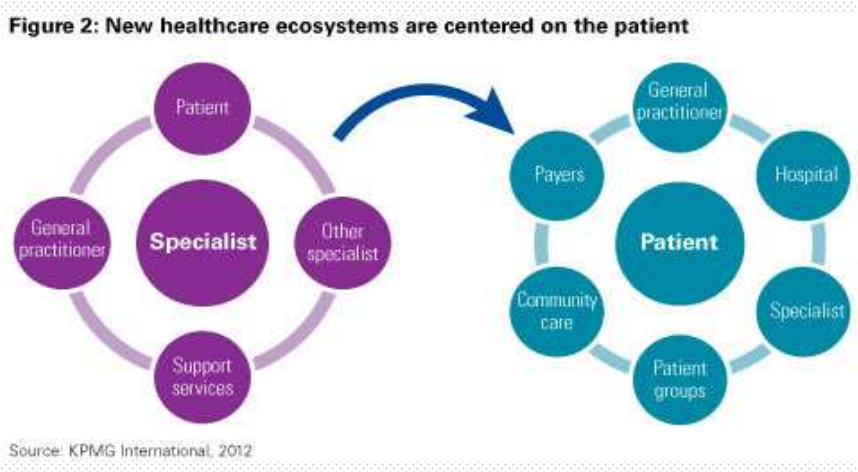 Figure 2: New healthcare ecosystems are centered on the patient
Patient
General
practitioner
Specialist
Other
specialist
Support
services
General
practitioner
Payers
Hospital
Patient
Community
care
Specialist
Patient
groups
Source: KPMG International, 2012